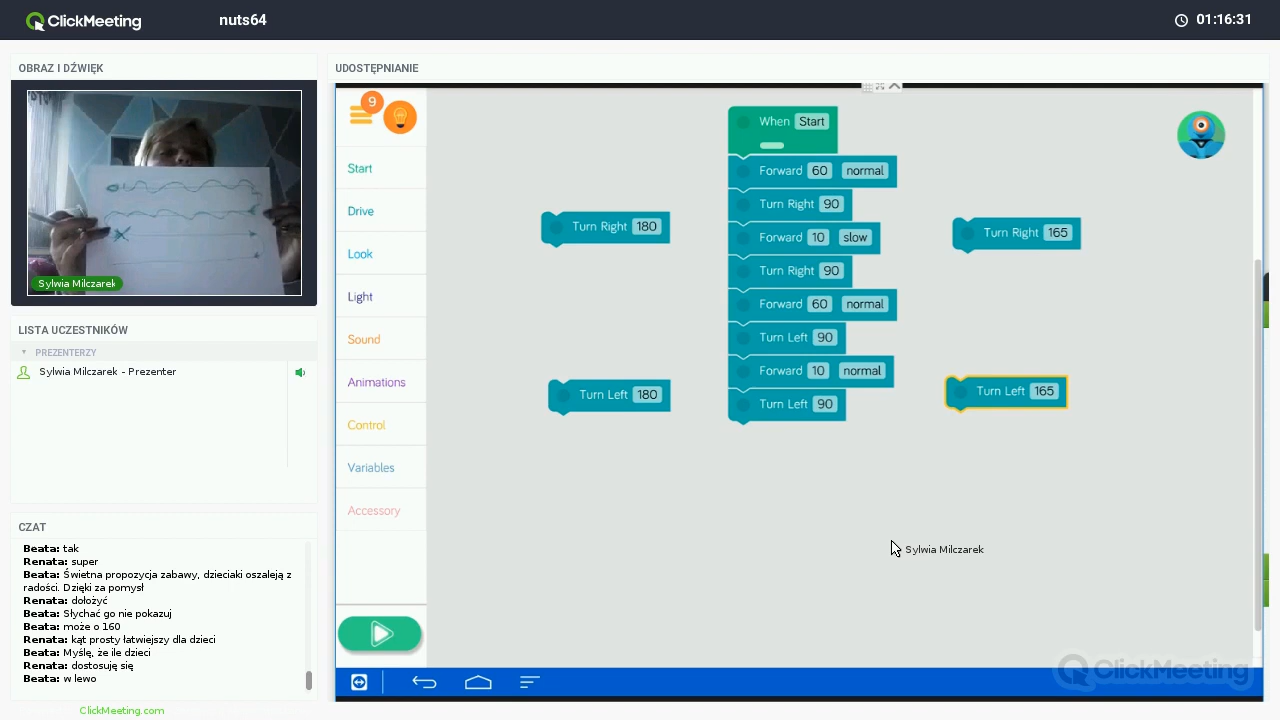 ClickMeeting
nuts64
01:16:31
OBRAZ I DŹWIĘK
UDOSTĘPNIANIE
Sylwia Milczarek
LISTA UCZESTNIKÓW
PREZENTERZY
Sylwia Milczarek - Prezenter
CZAT
Beata: tak
Renata: super
Beata: Świetna propozycja zabawy, dzieciaki oszaleją z
radości. Dzięki za pomysł
Renata: dołożyć
Beata: Słychać go nie pokazuj
Beata: może o 160
Renata: kąt prosty łatwiejszy dla dzieci
Beata: Myślę, że ile dzieci
Renata: dostosuję się
Beata: w lewo
ClickMeeting.com
9
Start
Drive
Look
Light
Sound
Animations
Control
Variables
Accessory
When Start
Forward 60 normal
Turn Right 90
Forward 10 slow
Turn Right 90
Forward 60 normal
Turn Left 90
Forward 10 normal
Turn Left 90
Turn Right 180
Turn Left 180
Turn Right 165
Turn Left 165
Sylwia Milczarek
ClickMeeting